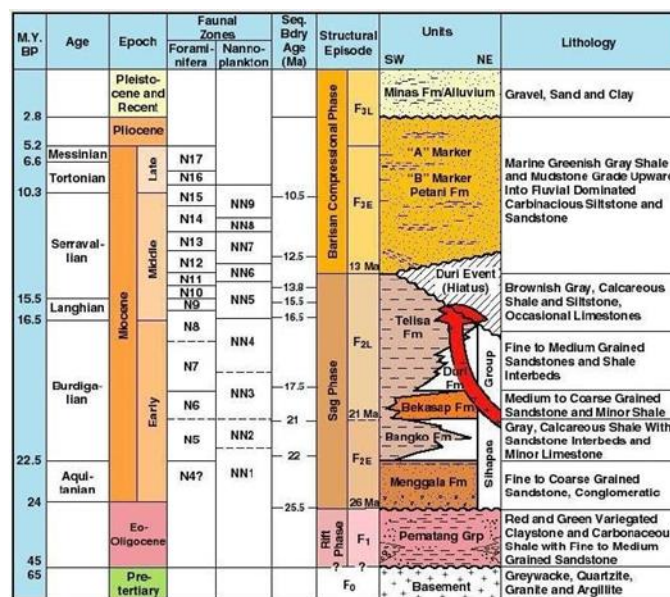 M.Y. BP
Age
Epoch
Faunal Zones
Forami-nifera
Nanno-plankton
Seq. Bdry Age (Ma)
Structural Episode
Units
SW NE
Lithology
2.8
5.2
6.6
10.3
15.5
16.5
22.5
24
45
65
Messinian
Tortonian
Serraval-
lian
Langhian
Burdiga-
lian
Aqui-
tanian
Pleisto-
cene and
Recent
Pliocene
Miocene
Late
Middle
Early
Eo-
Oligocene
Pre-
tertiary
N17
N16
N15
N14
N13
N12
N11
N10
N9
N8
N7
N6
N5
N4?
NN9
NN8
NN7
NN6
NN5
NN4
NN3
NN2
NN1
10.5
12.5
13.8
15.5
16.5
17.5
21
22
25.5
Barisan Compressional Phase
Sag Phase
Rift
Phase
F3L
F3E
13 Ma
F2L
21 Ma
F2E
26 Ma
F1
? ?
F0
Minas Fm/Alluvium
"A" Marker
"B" Marker
Petani Fm
Duri Event
(Hiatus)
Telisa
Fm
Duri
Fm
Bekasap Fm
Bangko Fm
Menggala Fm
Group
Sihapas
Pematang Grp
Basement
Gravel, Sand and Clay
Marine Greenish Gray Shale
and Mudstone Grade Upward
Into Fluvial Dominated
Carbinacious Siltstone and
Sandstone
Brownish Gray, Calcareous
Shale and Siltstone,
Occasional Limestones
Fine to Medium Grained
Sandstones and Shale
Interbeds
Medium to Coarse Grained
Sandstone and Minor Shale
Gray, Calcareous Shale With
Sandstone Interbeds and
Minor Limestone
Fine to Coarse Grained
Sandstone, Conglomeratic
Red and Green Variegated
Claystone and Carbonaceous
Shale with Fine to Medium
Grained Sandstone
Greywacke, Quartzite,
Granite and Argillite